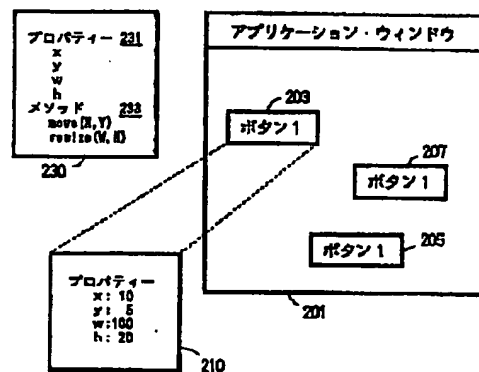 プロパティー 231
x
y
w
h
メソッド 233
move(X,Y)
resize(W,H)
230
アプリケーション・ウィンドウ
203
ボタン1
207
ボタン1
ボタン1
205
201
プロパティー
x: 10
y: 5
w:100
h: 20
210